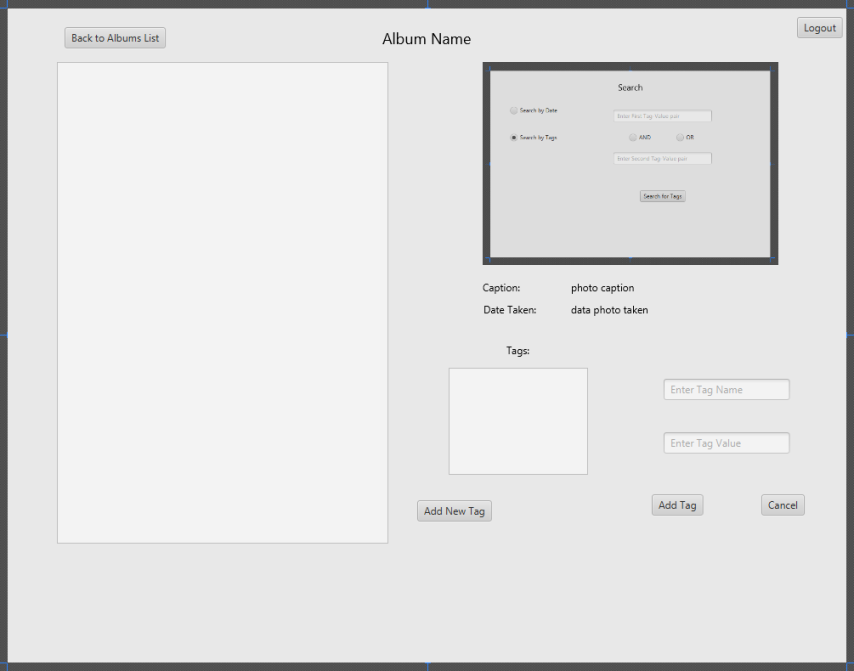 Logout
Back to Albums List
Album Name
Search
Search by Date
Enter First Tag Value pair
Search by Tags
AND
OR
Enter Second Tag Value pair
Search for Tags
Caption:
photo caption
Date Taken:
data photo taken
Tags:
Enter Tag Name
Enter Tag Value
Add New Tag
Add Tag
Cancel